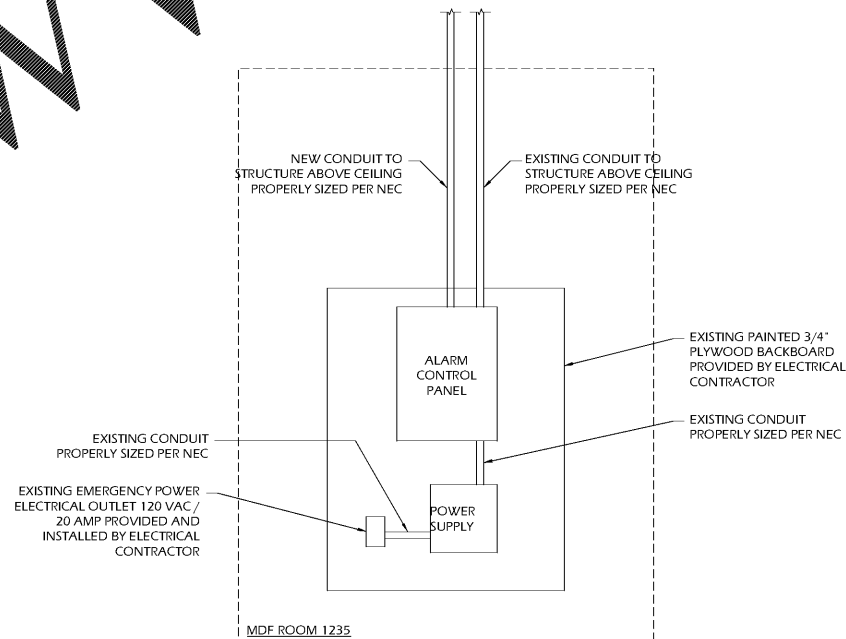 NEW CONDUIT TO
STRUCTURE ABOVE CEILING
PROPERLY SIZED PER NEC
EXISTING CONDUIT TO
STRUCTURE ABOVE CEILING
PROPERLY SIZED PER NEC
ALARM
CONTROL
PANEL
EXISTING PAINTED 3/4"
PLYWOOD BACKBOARD
PROVIDED BY ELECTRICAL
CONTRACTOR
EXISTING CONDUIT
PROPERLY SIZED PER NEC
EXISTING CONDUIT
PROPERLY SIZED PER NEC
EXISTING EMERGENCY POWER
ELECTRICAL OUTLET 120 VAC /
20 AMP PROVIDED AND
INSTALLED BY ELECTRICAL
CONTRACTOR
POWER
SUPPLY
MDF ROOM 1235